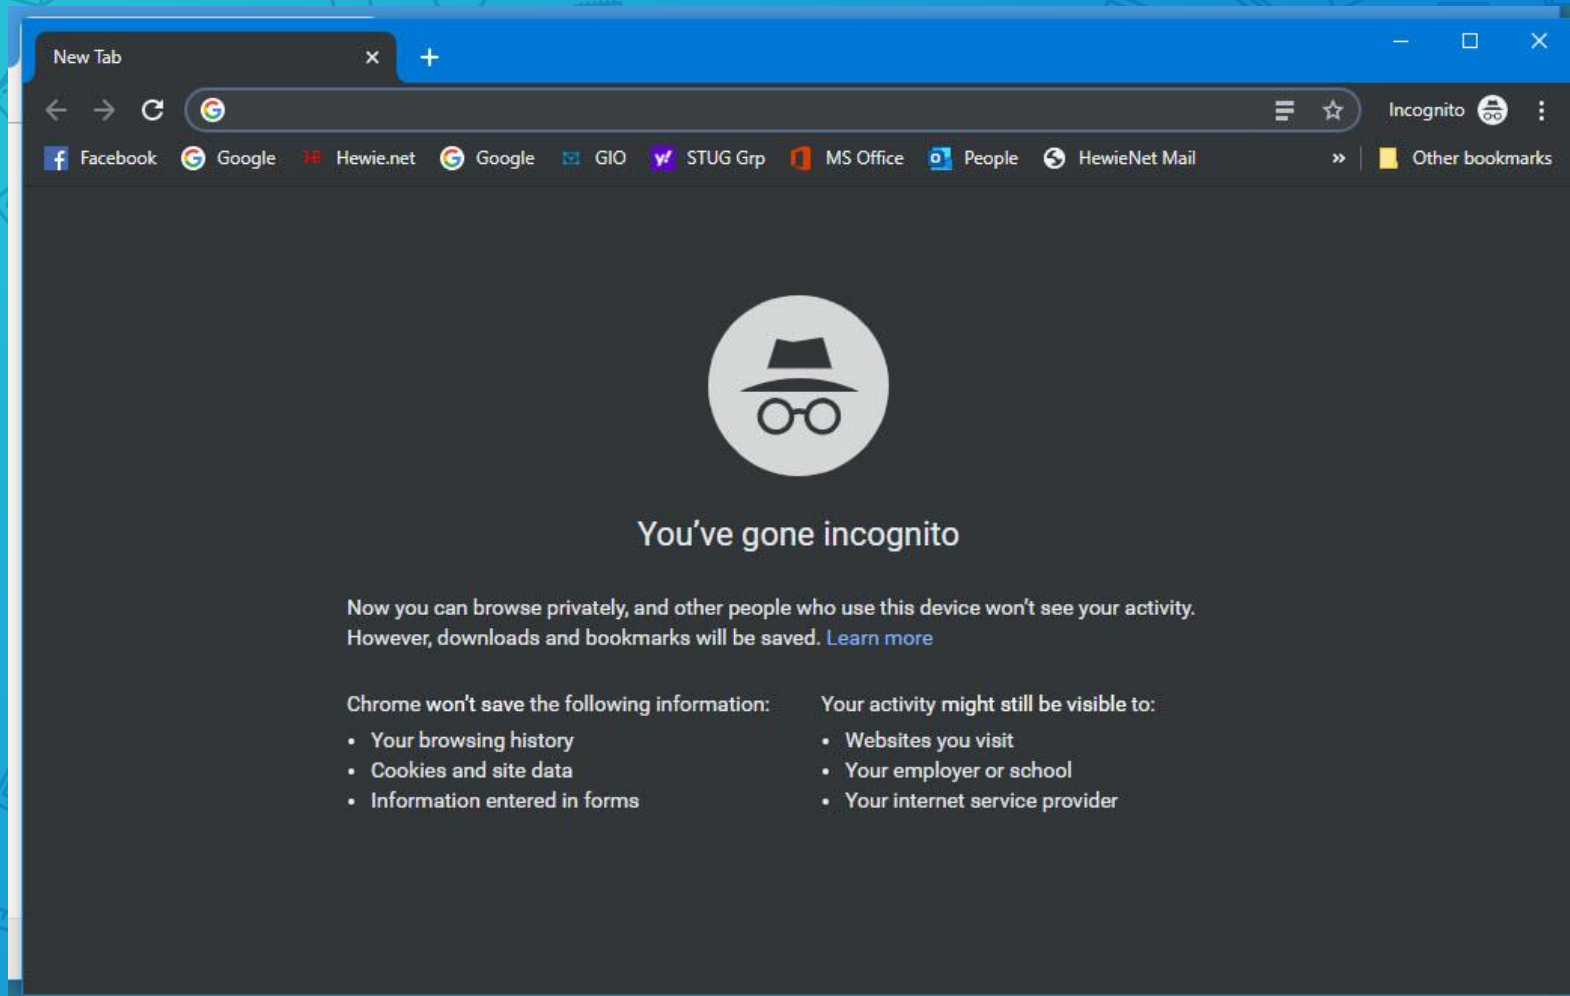 New Tab
Incognito
Facebook Google Hewie.net Google GIO STUG Grp MS Office People HewieNet Mail » Other bookmarks
You’ve gone incognito
Now you can browse privately, and other people who use this device won’t see your activity.
However, downloads and bookmarks will be saved. Learn more
Chrome won’t save the following information:
• Your browsing history
• Cookies and site data
• Information entered in forms
Your activity might still be visible to:
• Websites you visit
• Your employer or school
• Your internet service provider